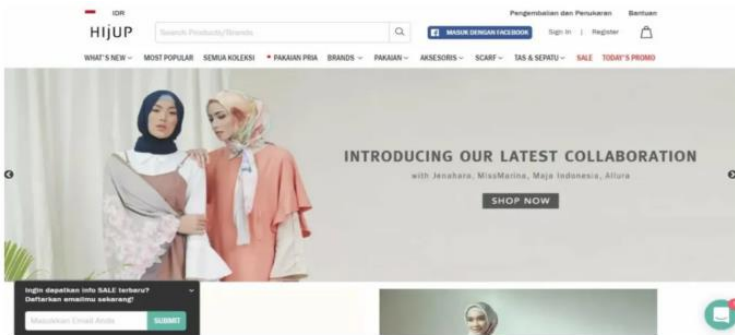 IDR
Pengembalian dan Penukaran Bantuan
HIJUP
Search Products/Brands
MASUK DENGAN FACEBOOK
Sign In | Register
WHAT'S NEW MOST POPULAR SEMUA KOLEKSI PAKAIAN PRIA BRANDS PAKAIAN AKSESORIS SCARF TAS & SEPATU SALE TODAY'S PROMO
INTRODUCING OUR LATEST COLLABORATION
with Jenahara, MissMarina, Maja Indonesia, Allura
SHOP NOW
Ingin dapatkan info SALE terbaru?
Daftarkan emailmu sekarang!
Masukkan Email Anda SUBMIT